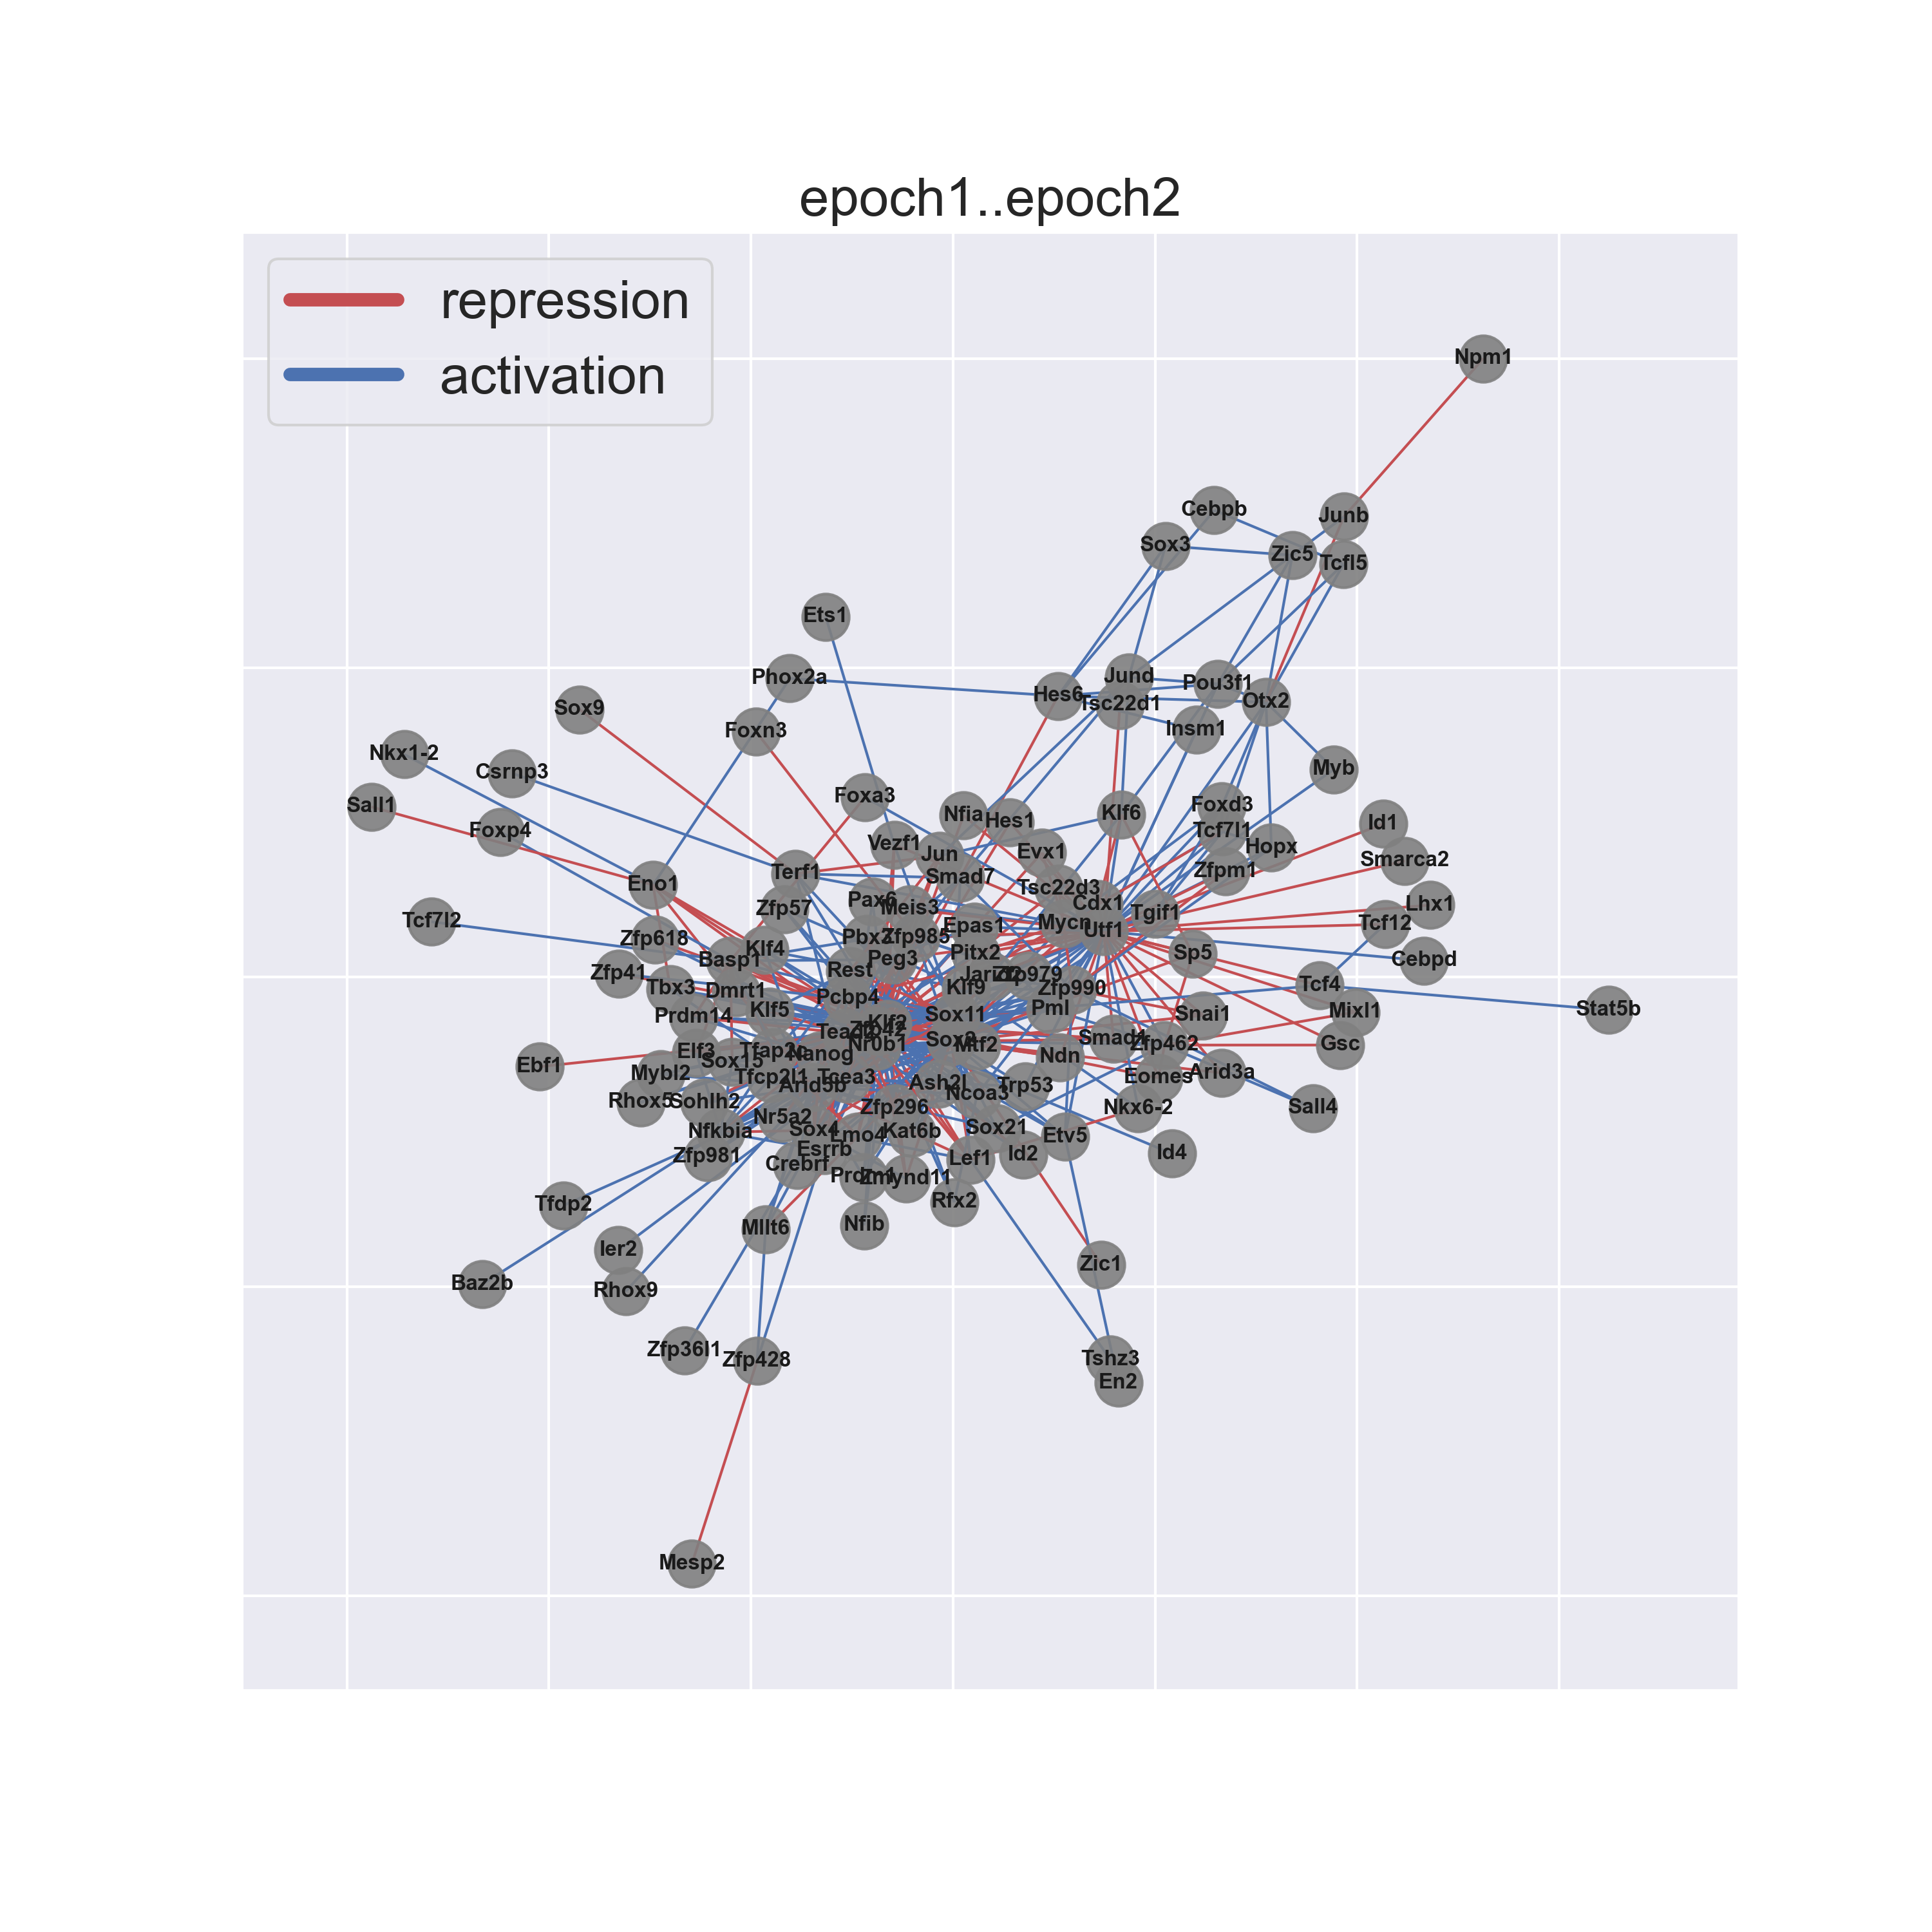 epoch1..epoch2
repression
activation
Npm1
Cebpb
Junb
Sox3
Zic5
Tcfl5
Ets1
Phox2a
Jund
Pou3f1
Hes6
Otx2
Tsc22d1
Sox9
Foxn3
Insm1
Nkx1-2
Csrnp3
Myb
Foxa3
Sall1
Foxd3
Nfia
Hes1
Klf6
Id1
Foxp4
Tcf7l1
Vezf1
Jun
Evx1
Hopx
Smarca2
Terf1
Zfpm1
Eno1
Smad7
Tsc22d3
Pax6
Cdx1
Lhx1
Zfp57
Meis3
Tgif1
Tcf7l2
Epas1
Mycn
Tcf12
Utf1
Zfp618
Pbx3
Zfp985
Klf4
Pitx2
Sp5
Basp1
Peg3
Cebpd
Zfp41
Rest
Zfp979
Tbx3
Dmrt1
Klf9
Zfp990
Tcf4
Pcbp4
Prdm14
Klf5
Sox11
Pml
Snai1
Mixl1
Stat5b
Klf2
Zfp42
Nr0b1
Mtf2
Smad4
Zfp462
Gsc
Elf3
Tfap2c
Nanog
Sox15
Ndn
Ebf1
Mybl2
Tfcp2l1
Tcea3
Eomes
Arid3a
Arid5b
Ash2l
Ncoa3
Trp53
Rhox5
Sohlh2
Zfp296
Nkx6-2
Sall4
Nr5a2
Nfkbia
Sox4
Lmo4
Kat6b
Sox21
Etv5
Zfp981
Esrrb
Crebrf
Lef1
Id2
Id4
Prdm1
Zmynd11
Rfx2
Tfdp2
Mllt6
Nfib
Ier2
Zic1
Baz2b
Rhox9
Zfp36l1
Zfp428
Tshz3
En2
Mesp2